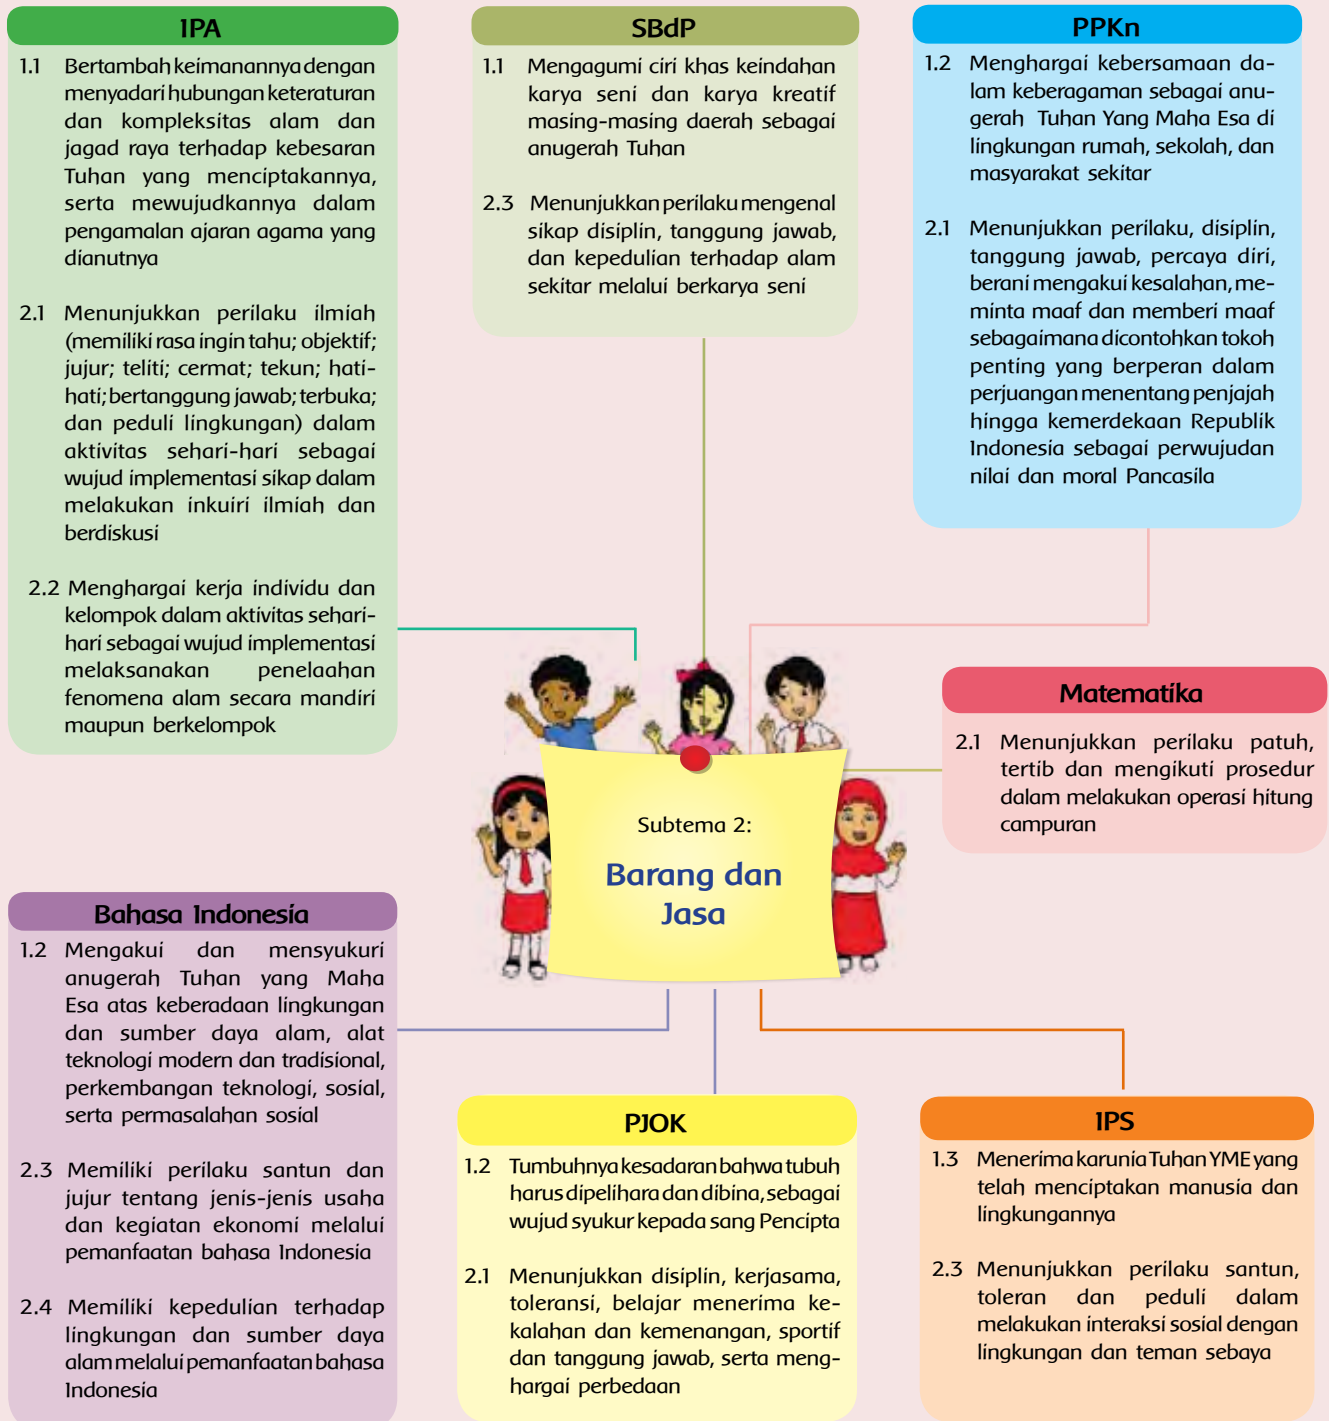 IPA
1.1 Bertambah keimanannya dengan
menyadari hubungan keteraturan
dan kompleksitas alam dan
jagad raya terhadap kebesaran
Tuhan yang menciptakannya,
serta mewujudkannya dalam
pengamalan ajaran agama yang
dianutnya
2.1 Menunjukkan perilaku ilmiah
(memiliki rasa ingin tahu; objektif;
jujur; teliti; cermat; tekun; hati-
hati; bertanggung jawab; terbuka;
dan peduli lingkungan) dalam
aktivitas sehari-hari sebagai
wujud implementasi sikap dalam
melakukan inkuiri ilmiah dan
berdiskusi
2.2 Menghargai kerja individu dan
kelompok dalam aktivitas sehari-
hari sebagai wujud implementasi
melaksanakan penelaahan
fenomena alam secara mandiri
maupun berkelompok
SBdP
1.1 Mengagumi ciri khas keindahan
karya seni dan karya kreatif
masing-masing daerah sebagai
anugerah Tuhan
2.3 Menunjukkan perilaku mengenal
sikap disiplin, tanggung jawab,
dan kepedulian terhadap alam
sekitar melalui berkarya seni
PPKn
1.2 Menghargai kebersamaan da-
lam keberagaman sebagai anu-
gerah Tuhan Yang Maha Esa di
lingkungan rumah, sekolah, dan
masyarakat sekitar
2.1 Menunjukkan perilaku, disiplin,
tanggung jawab, percaya diri,
berani mengakui kesalahan, me-
minta maaf dan memberi maaf
sebagaimana dicontohkan tokoh
penting yang berperan dalam
perjuangan menentang penjajah
hingga kemerdekaan Republik
Indonesia sebagai perwujudan
nilai dan moral Pancasila
Matematika
2.1 Menunjukkan perilaku patuh,
tertib dan mengikuti prosedur
dalam melakukan operasi hitung
campuran
Subtema 2:
Barang dan
Jasa
Bahasa Indonesia
1.2 Mengakui dan mensyukuri
anugerah Tuhan yang Maha
Esa atas keberadaan lingkungan
dan sumber daya alam, alat
teknologi modern dan tradisional,
perkembangan teknologi, sosial,
serta permasalahan sosial
2.3 Memiliki perilaku santun dan
jujur tentang jenis-jenis usaha
dan kegiatan ekonomi melalui
pemanfaatan bahasa Indonesia
2.4 Memiliki kepedulian terhadap
lingkungan dan sumber daya
alam melalui pemanfaatan bahasa
Indonesia
PJOK
1.2 Tumbuhnya kesadaran bahwa tubuh
harus dipelihara dan dibina, sebagai
wujud syukur kepada sang Pencipta
2.1 Menunjukkan disiplin, kerjasama,
toleransi, belajar menerima ke-
kalahan dan kemenangan, sportif
dan tanggung jawab, serta meng-
hargai perbedaan
IPS
1.3 Menerima karunia Tuhan YME yang
telah menciptakan manusia dan
lingkungannya
2.3 Menunjukkan perilaku santun,
toleran dan peduli dalam
melakukan interaksi sosial dengan
lingkungan dan teman sebaya